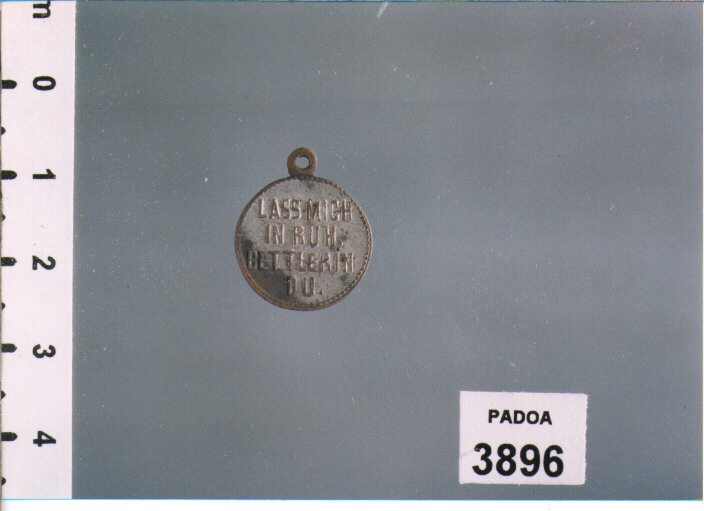 m
0
1
2
3
4
LASS MICH
IN RUH,
BETTLERIN
DU.
PADOA
3896